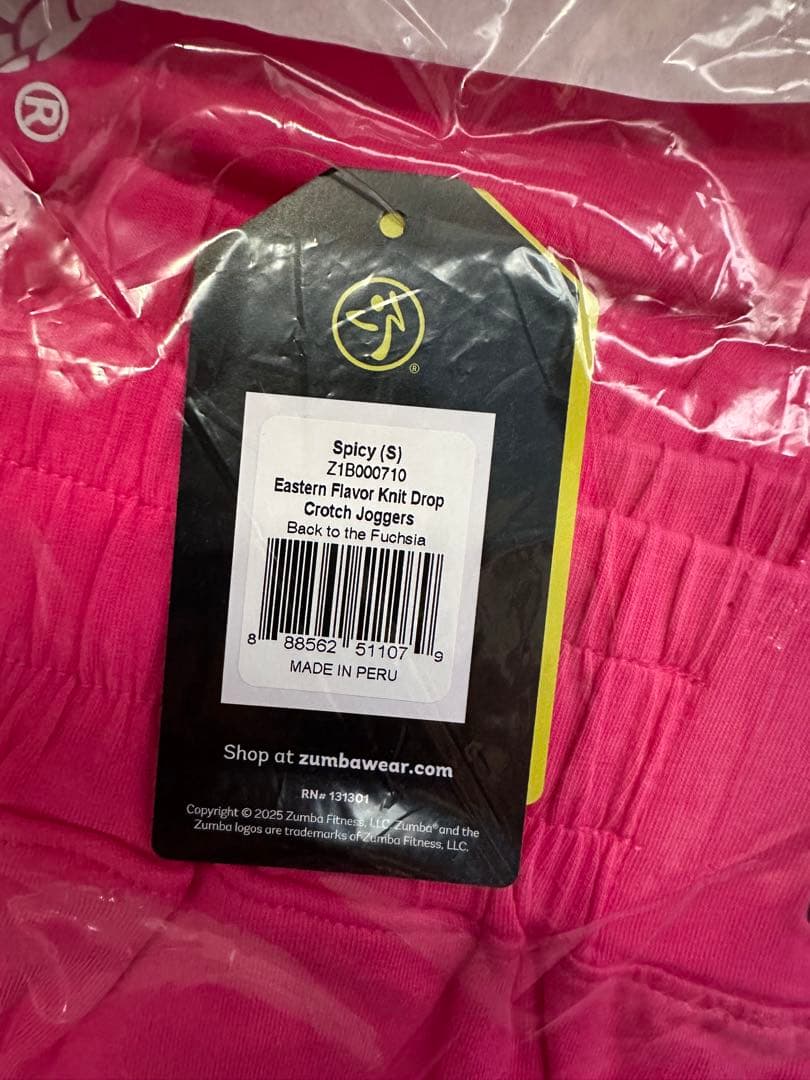 ®
®
Spicy (S)
Z1B000710
Eastern Flavor Knit Drop
Crotch Joggers
Back to the Fuchsia
8 88562 51107 9
MADE IN PERU
Shop at zumbawear.com
RN# 131301
Copyright © 2025 Zumba Fitness, LLC Zumba® and the
Zumba logos are trademarks of Zumba Fitness, LLC.